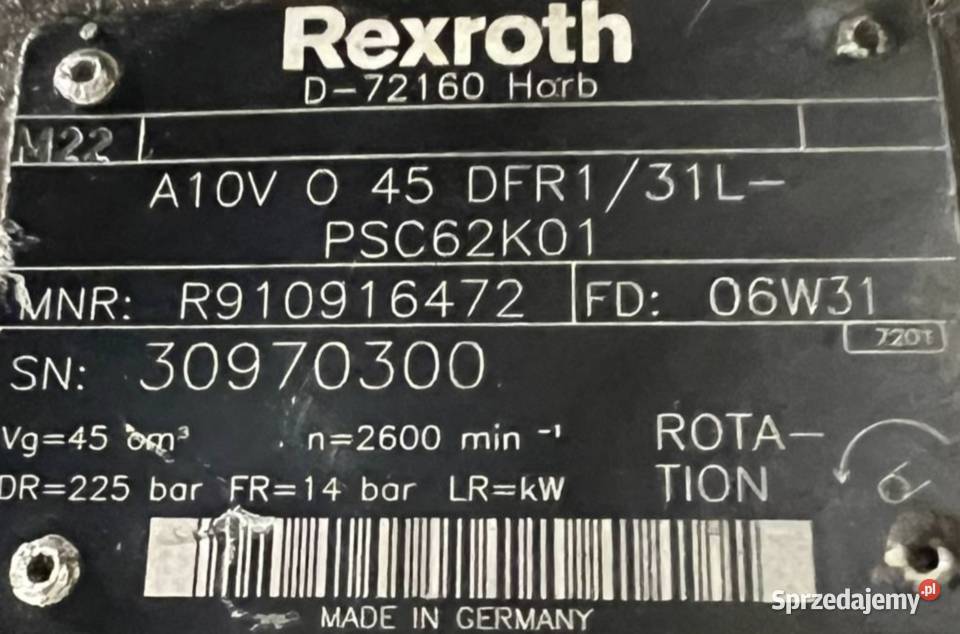 Rexroth
D-72160 Horb
M22
A10V O 45 DFR1/31L-
PSC62K01
MNR: R910916472 FD: 06W31
720T
SN: 30970300
Vg=45 cm³ n=2600 min ⁻¹
DR=225 bar FR=14 bar LR=kW
ROTA-
TION
MADE IN GERMANY
Sprzedajemy.pl